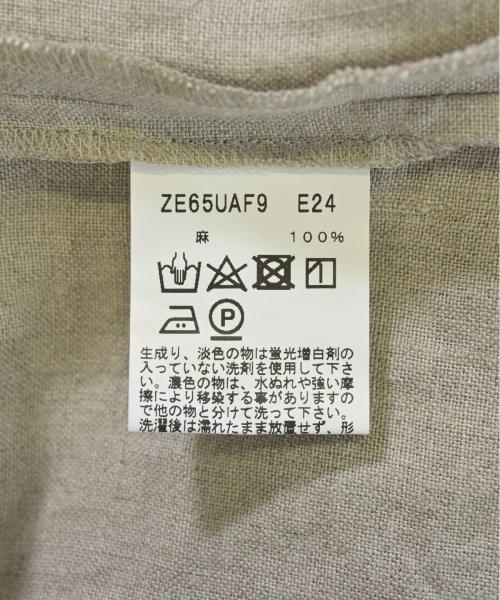 ZE65UAF9 E24
麻 100%
P
生成り、淡色の物は蛍光増白剤の
入っていない洗剤を使用して下さ
い。濃色の物は、水ぬれや強い摩
擦により移染する事がありますの
で他の物と分けて洗って下さい。
洗濯後は濡れたまま放置せず、形